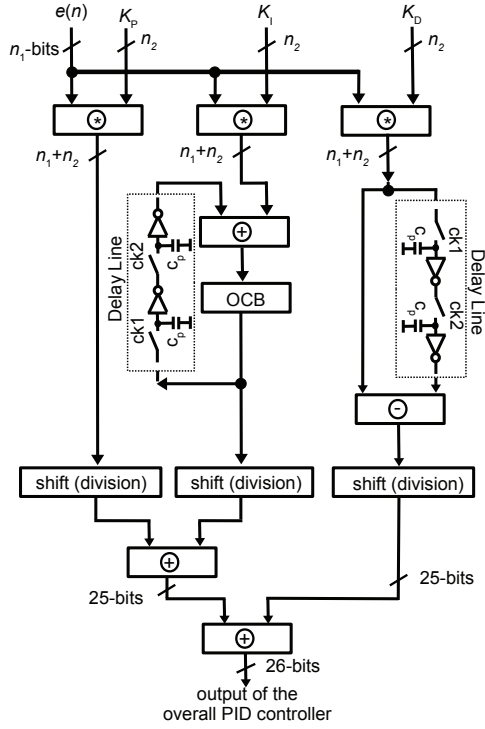 e(n) K_P K_I K_D
n_1-bits n_2 n_2 n_2
* * *
n_1+n_2 n_1+n_2 n_1+n_2
Delay Line
ck2
c_p
ck1
c_p
+
OCB
ck1
c_p
ck2
c_p
Delay Line
-
shift (division) shift (division) shift (division)
+
25-bits 25-bits
+
26-bits
output of the
overall PID controller